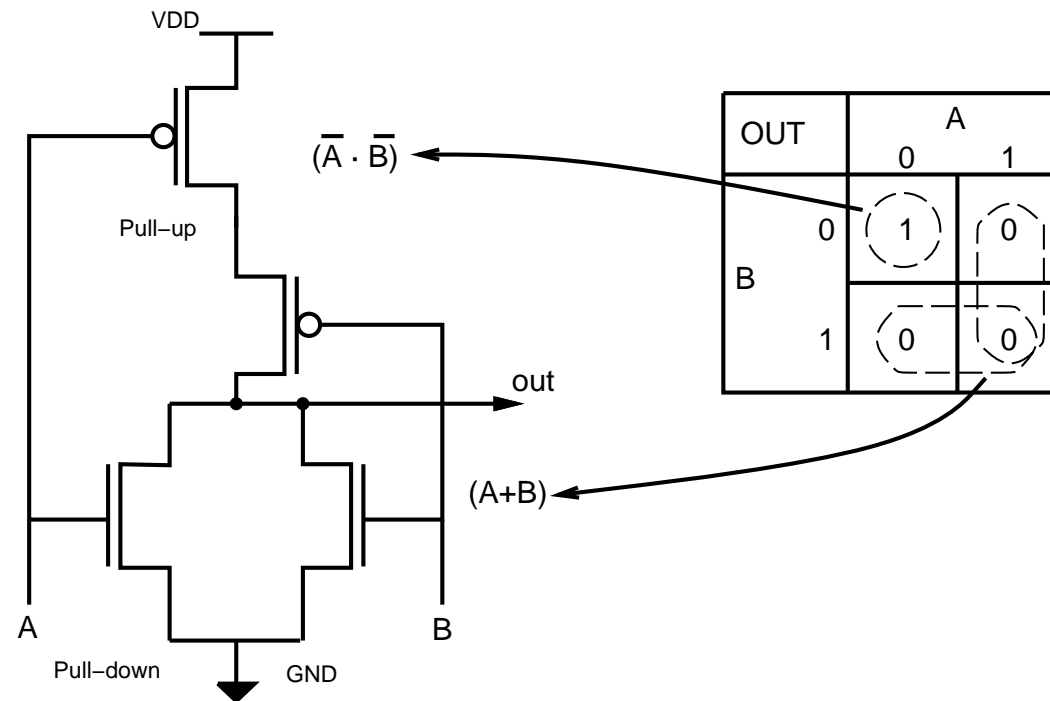 VDD
(A̅ · B̅)
Pull−up
out
(A+B)
A
B
Pull−down
GND
OUT
A
0 1
B
0 1 0
1 0 0